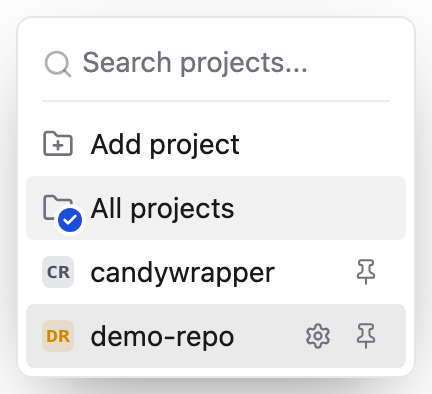 Search projects...
Add project
All projects
CR candywrapper
DR demo-repo